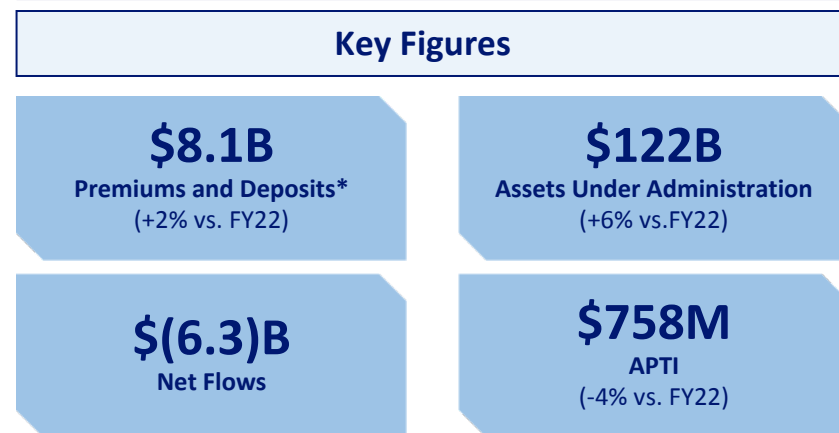 Key Figures
$8.1B
Premiums and Deposits*
(+2% vs. FY22)
$122B
Assets Under Administration
(+6% vs.FY22)
$(6.3)B
Net Flows
$758M
APTI
(-4% vs. FY22)